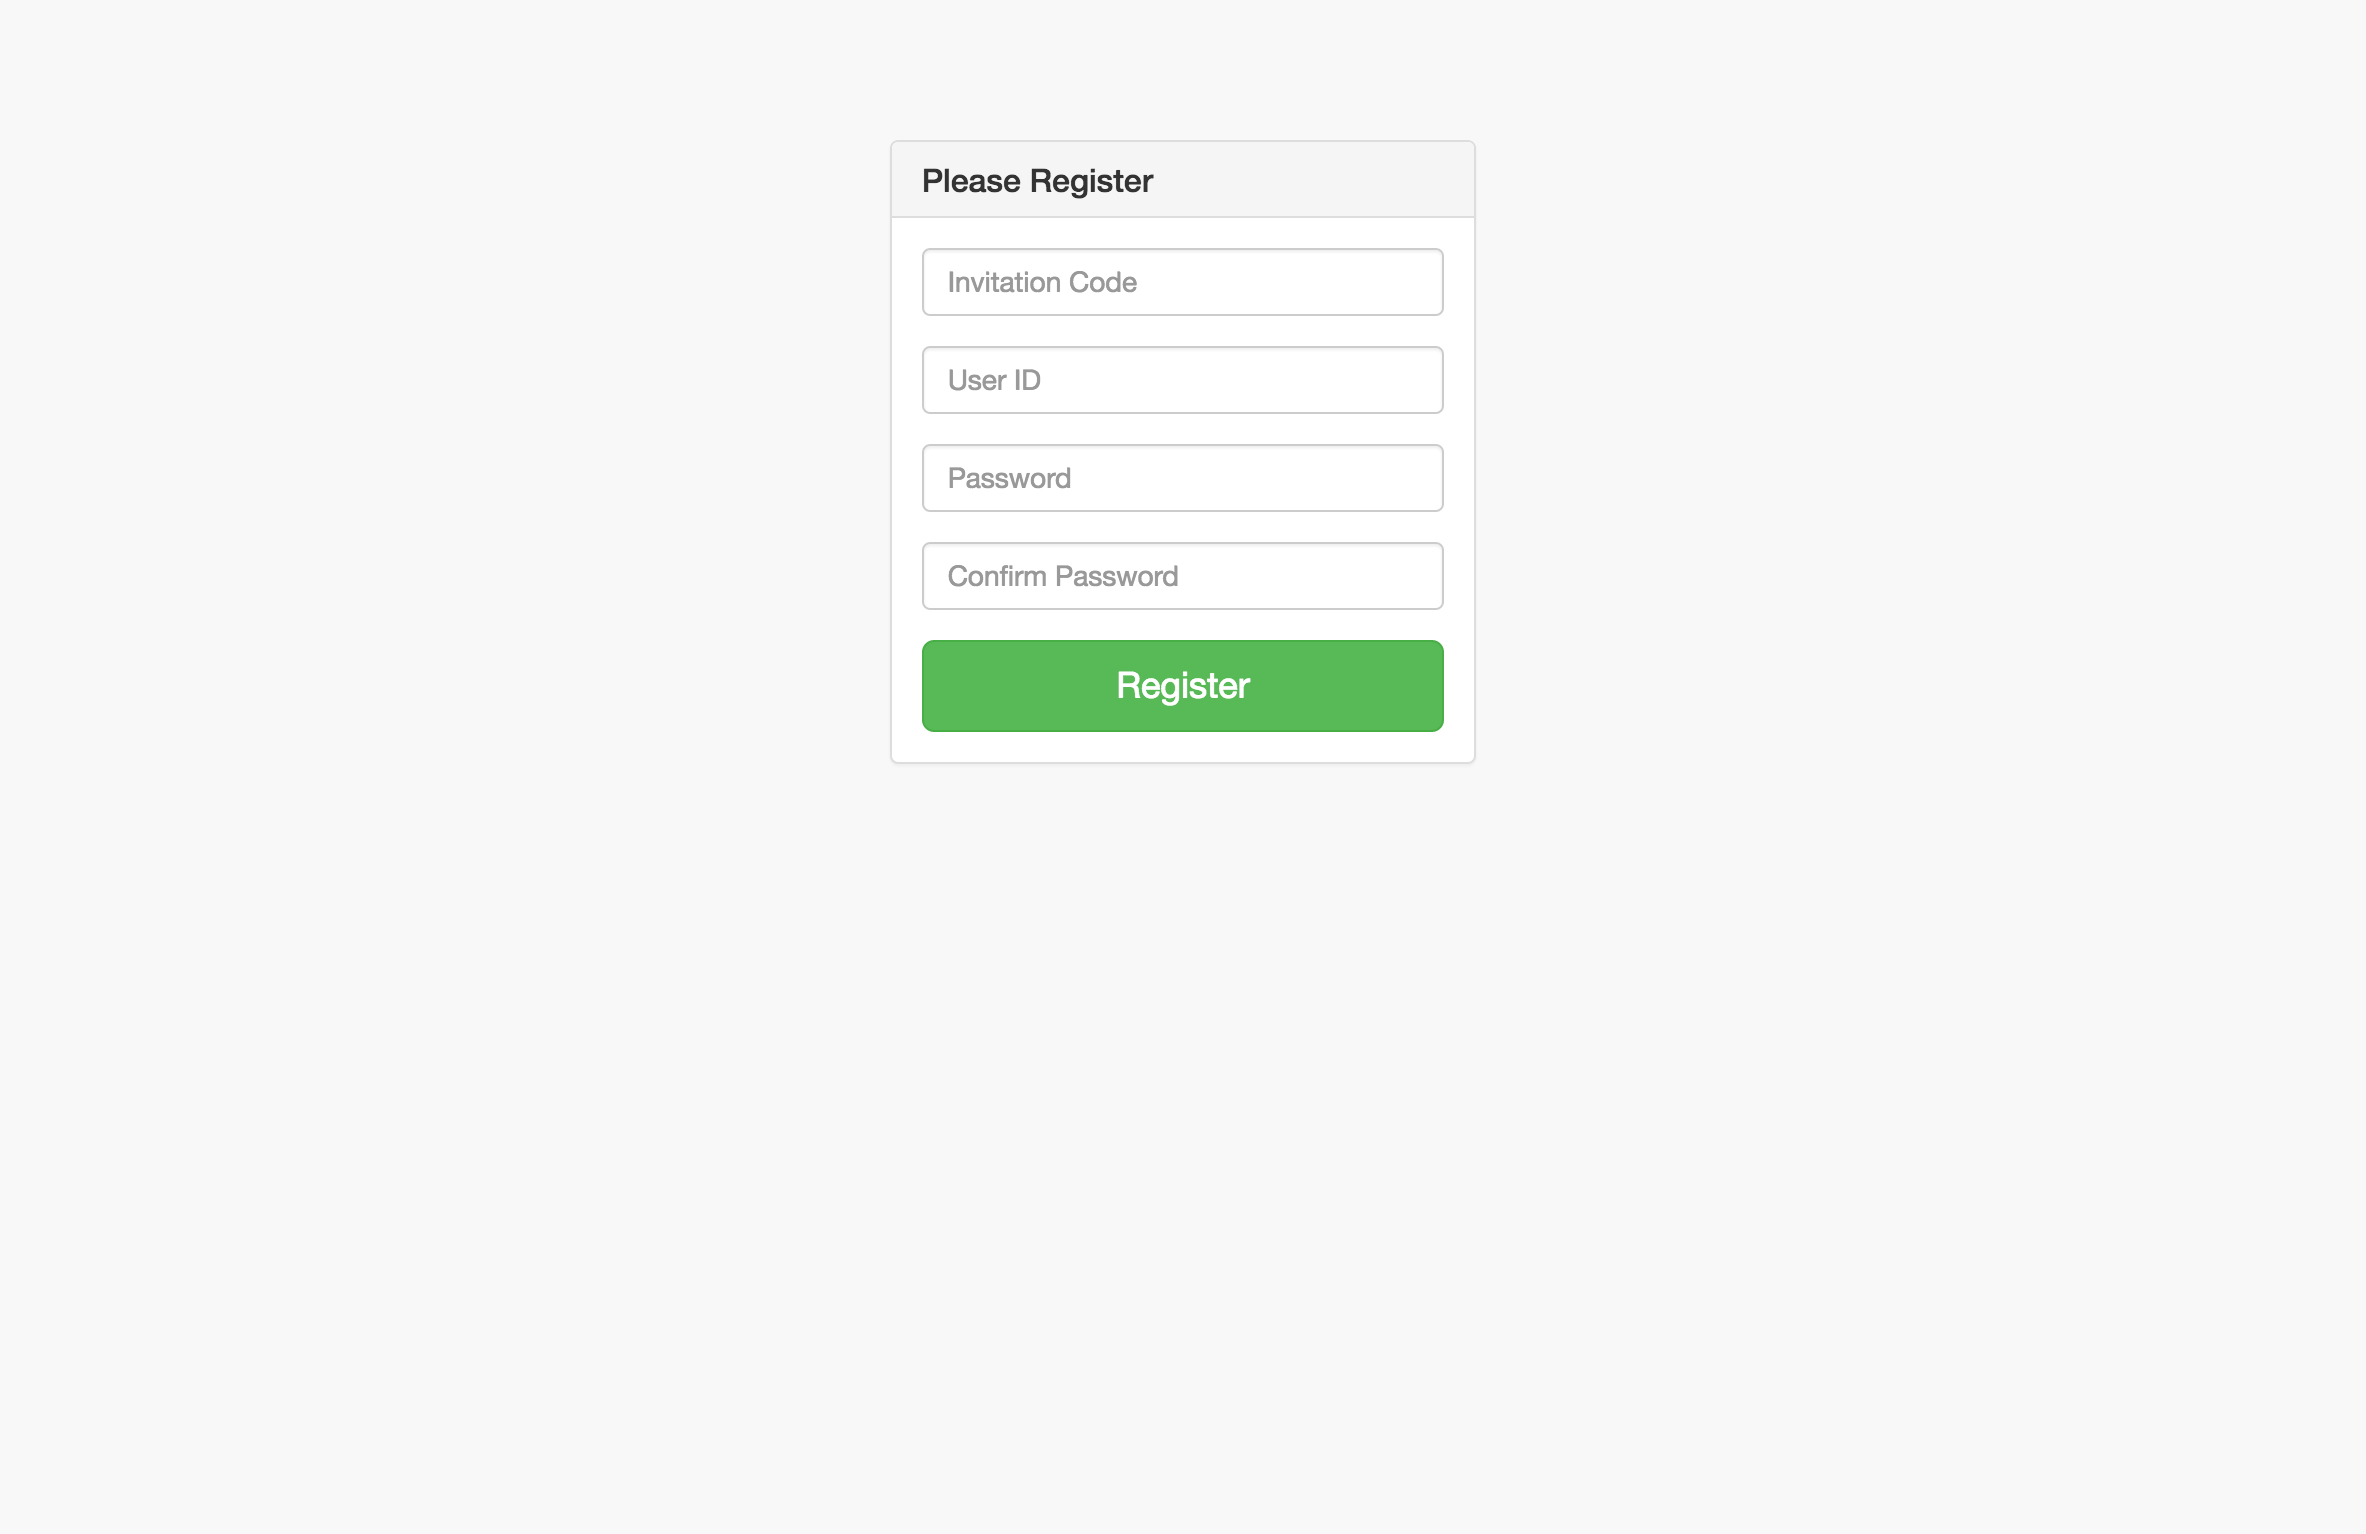 Please Register
Invitation Code
User ID
Password
Confirm Password
Register